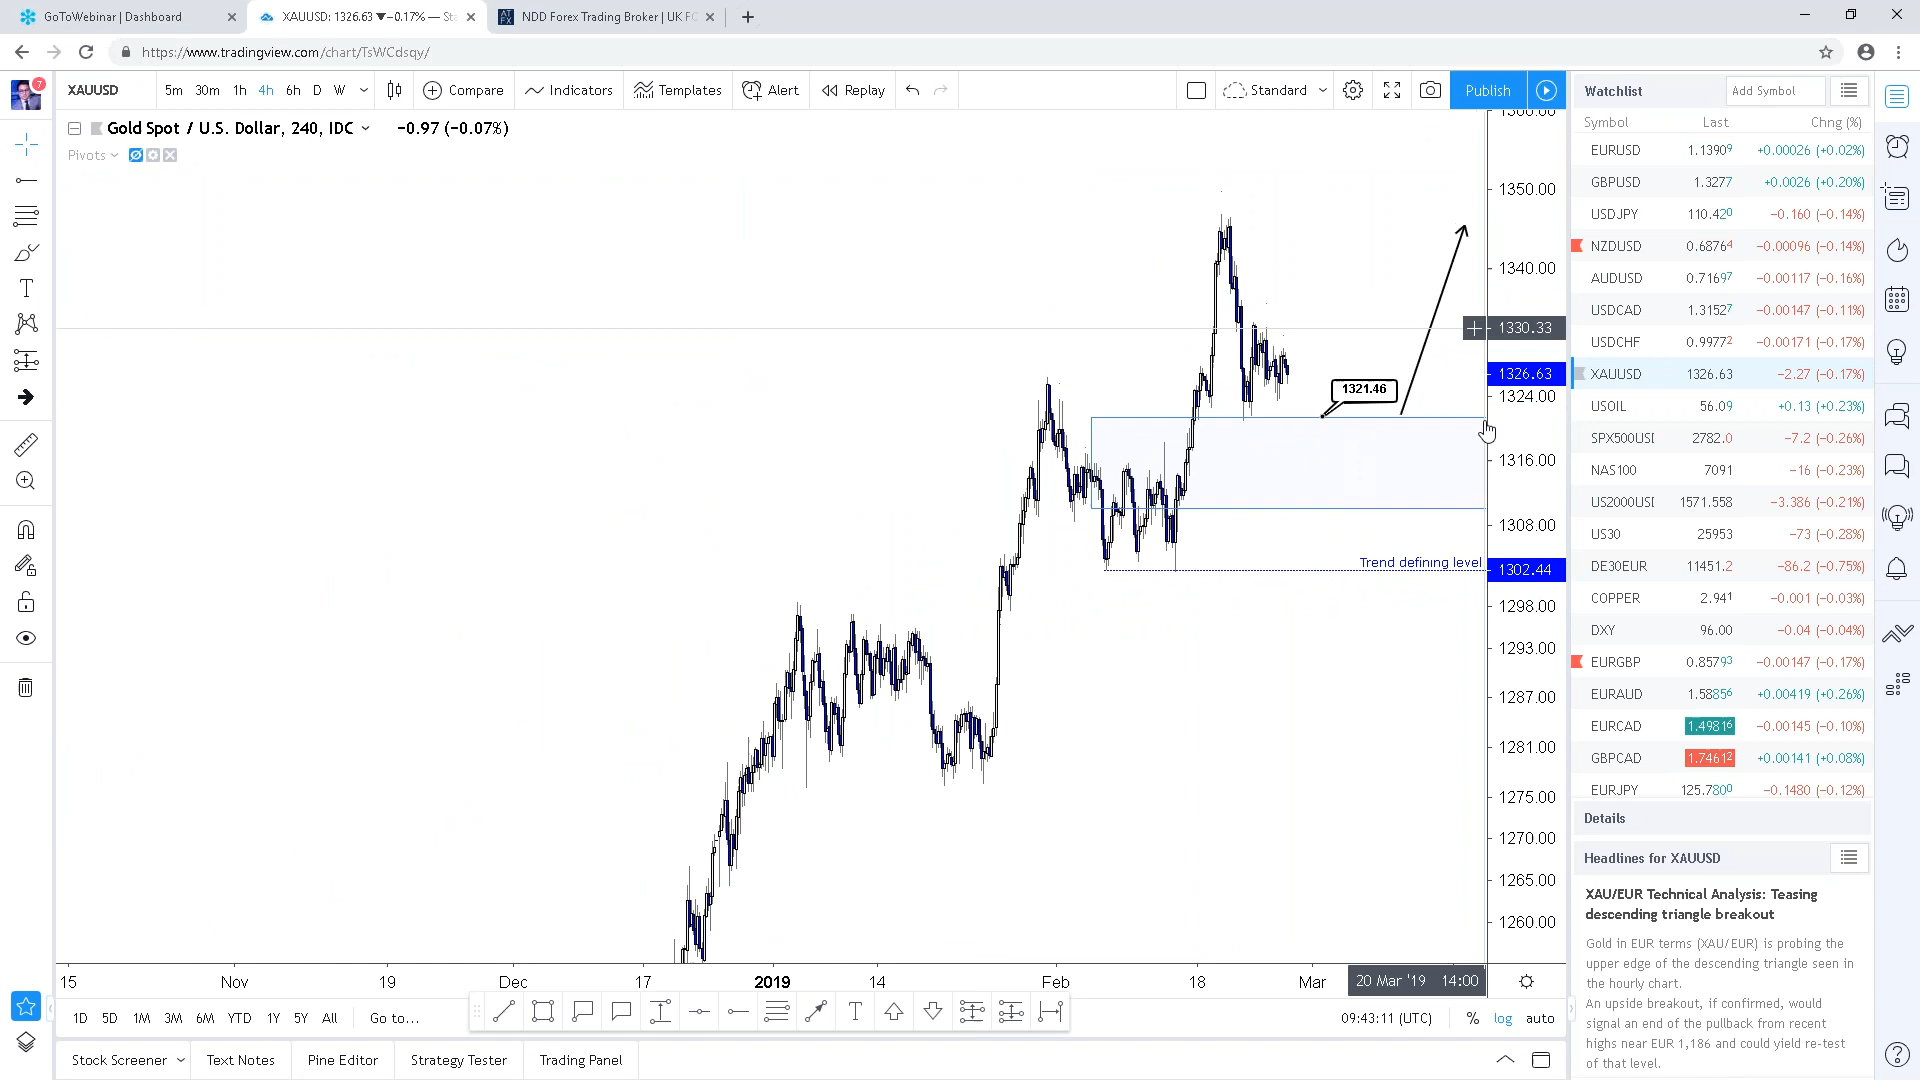 GoToWebinar | Dashboard
XAUUSD: 1326.63 ▼−0.17% — Sta
NDD Forex Trading Broker | UK FC
https://www.tradingview.com/chart/TsWCdsqy/
7
XAUUSD 5m 30m 1h 4h 6h D W Compare Indicators Templates Alert Replay Standard Publish
Gold Spot / U.S. Dollar, 240, IDC −0.97 (−0.07%)
Pivots
1360.00
1350.00
1340.00
1330.33
1326.63
1324.00
1321.46
1316.00
1308.00
Trend defining level
1302.44
1298.00
1293.00
1287.00
1281.00
1275.00
1270.00
1265.00
1260.00
15 Nov 19 Dec 17 2019 14 Feb 18 Mar 20 Mar '19 14:00
1D 5D 1M 3M 6M YTD 1Y 5Y All Go to...
T
09:43:11 (UTC) % log auto
Stock Screener Text Notes Pine Editor Strategy Tester Trading Panel
Watchlist Add Symbol
Symbol Last Chng (%)
EURUSD 1.13909 +0.00026 (+0.02%)
GBPUSD 1.3277 +0.0026 (+0.20%)
USDJPY 110.420 −0.160 (−0.14%)
NZDUSD 0.68764 −0.00096 (−0.14%)
AUDUSD 0.71697 −0.00117 (−0.16%)
USDCAD 1.31527 −0.00147 (−0.11%)
USDCHF 0.99772 −0.00171 (−0.17%)
XAUUSD 1326.63 −2.27 (−0.17%)
USOIL 56.09 +0.13 (+0.23%)
SPX500USI 2782.0 −7.2 (−0.26%)
NAS100 7091 −16 (−0.23%)
US2000USI 1571.558 −3.386 (−0.21%)
US30 25953 −73 (−0.28%)
DE30EUR 11451.2 −86.2 (−0.75%)
COPPER 2.941 −0.001 (−0.03%)
DXY 96.00 −0.04 (−0.04%)
EURGBP 0.85793 −0.00147 (−0.17%)
EURAUD 1.58856 +0.00419 (+0.26%)
EURCAD 1.49816 −0.00145 (−0.10%)
GBPCAD 1.74612 +0.00141 (+0.08%)
EURJPY 125.7800 −0.1480 (−0.12%)
Details
Headlines for XAUUSD
XAU/EUR Technical Analysis: Teasing
descending triangle breakout
Gold in EUR terms (XAU/EUR) is probing the
upper edge of the descending triangle seen in
the hourly chart.
An upside breakout, if confirmed, would
signal an end of the pullback from recent
highs near EUR 1,186 and could yield re-test
of that level.